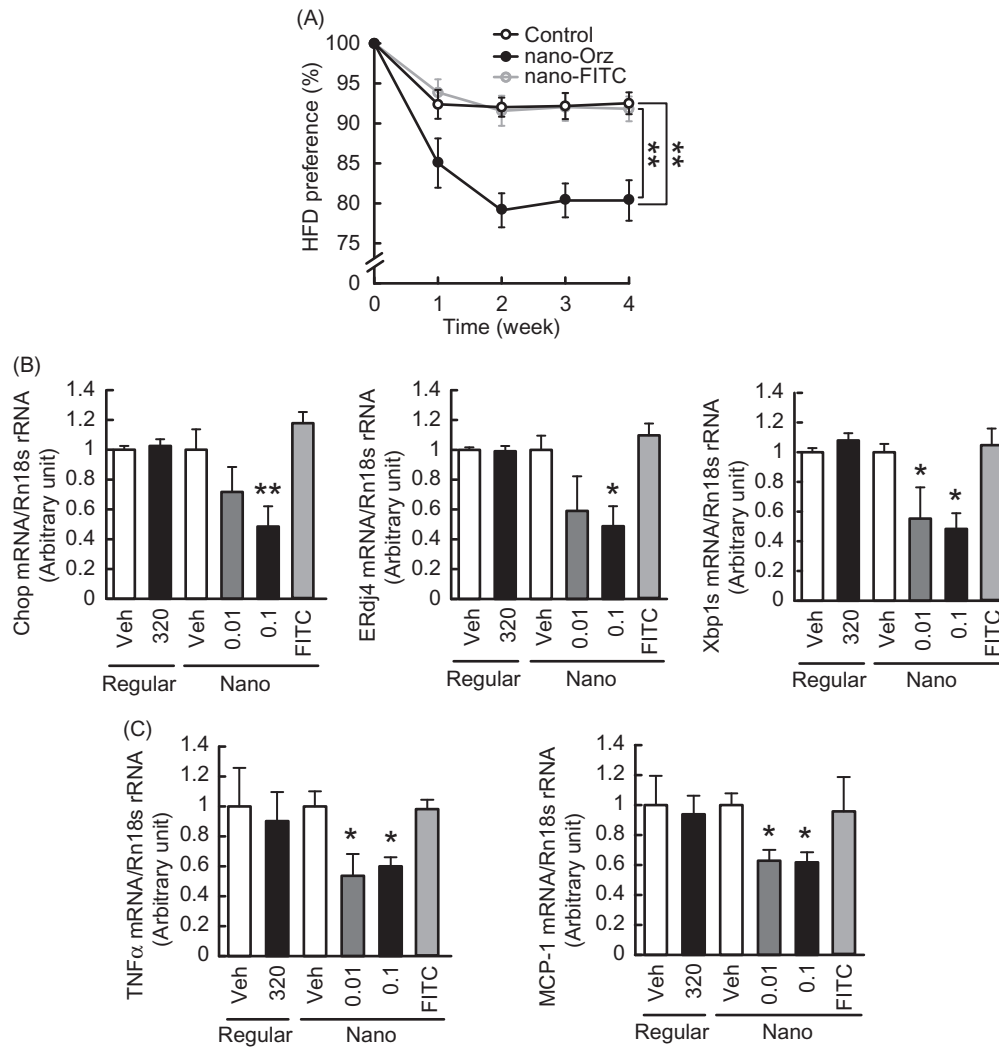 (A)
Control
nano-Orz
nano-FITC
HFD preference (%)
100
95
90
85
80
75
0
**
**
0 1 2 3 4
Time (week)
(B)
Chop mRNA/Rn18s rRNA
(Arbitrary unit)
1.4
1.2
1
0.8
0.6
0.4
0.2
0
**
Veh 320 Veh 0.01 0.1 FITC
Regular Nano
ERdj4 mRNA/Rn18s rRNA
(Arbitrary unit)
1.4
1.2
1
0.8
0.6
0.4
0.2
0
*
Veh 320 Veh 0.01 0.1 FITC
Regular Nano
Xbp1s mRNA/Rn18s rRNA
(Arbitrary unit)
1.4
1.2
1
0.8
0.6
0.4
0.2
0
* *
Veh 320 Veh 0.01 0.1 FITC
Regular Nano
(C)
TNFα mRNA/Rn18s rRNA
(Arbitrary unit)
1.4
1.2
1
0.8
0.6
0.4
0.2
0
* *
Veh 320 Veh 0.01 0.1 FITC
Regular Nano
MCP-1 mRNA/Rn18s rRNA
(Arbitrary unit)
1.4
1.2
1
0.8
0.6
0.4
0.2
0
* *
Veh 320 Veh 0.01 0.1 FITC
Regular Nano